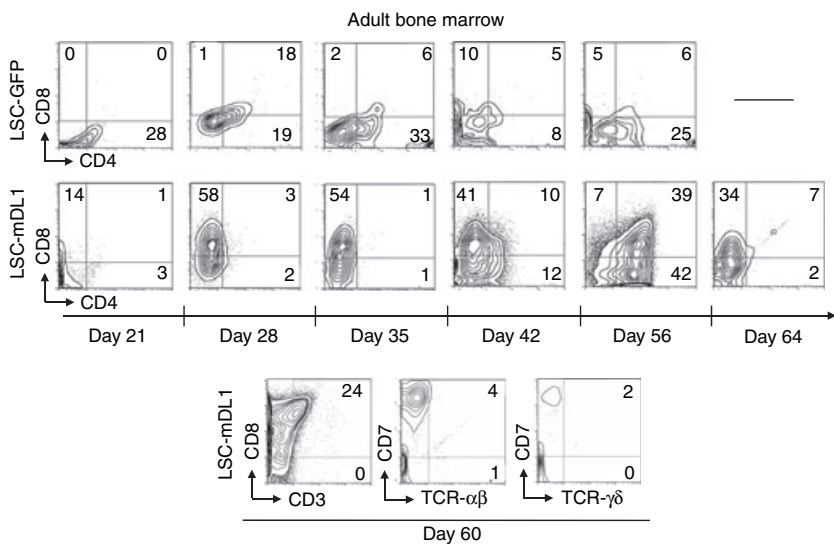 Adult bone marrow
LSC-GFP
CD8
CD4
0 0
28
1 18
19
2 6
33
10 5
8
5 6
25
LSC-mDL1
CD8
CD4
14 1
3
58 3
2
54 1
1
41 10
12
7 39
42
34 7
2
Day 21 Day 28 Day 35 Day 42 Day 56 Day 64
LSC-mDL1
CD8
CD3
24
0
CD7
TCR-αβ
4
1
CD7
TCR-γδ
2
0
Day 60